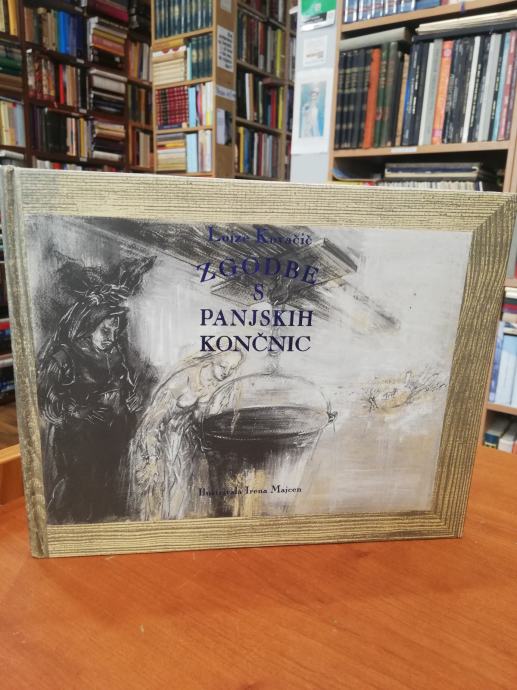 Lojze Kovačič
ZGODBE
S
PANJSKIH
KONČNIC
Ilustrirala Irena Majcen